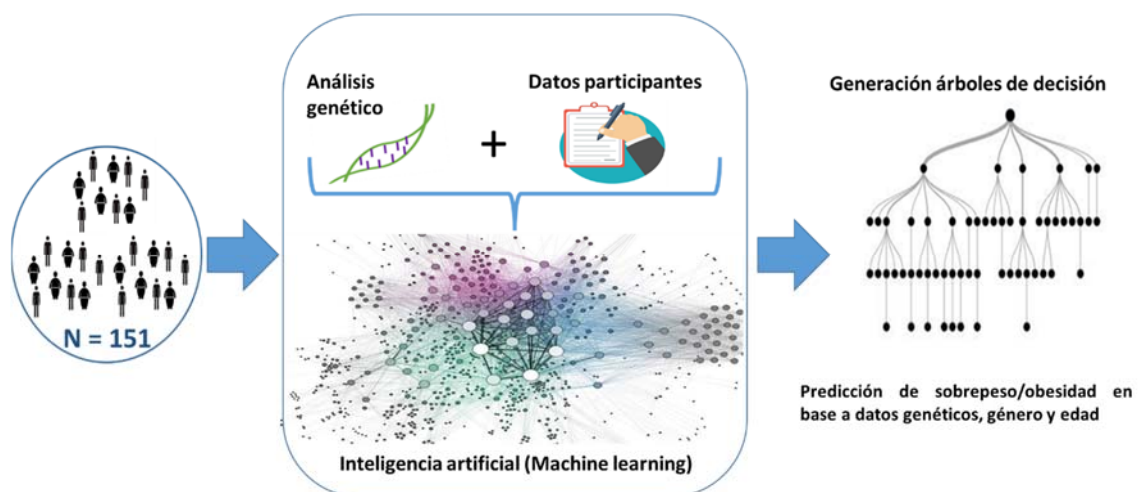 N = 151
Análisis
genético
+
Datos participantes
Inteligencia artificial (Machine learning)
Generación árboles de decisión
Predicción de sobrepeso/obesidad en
base a datos genéticos, género y edad